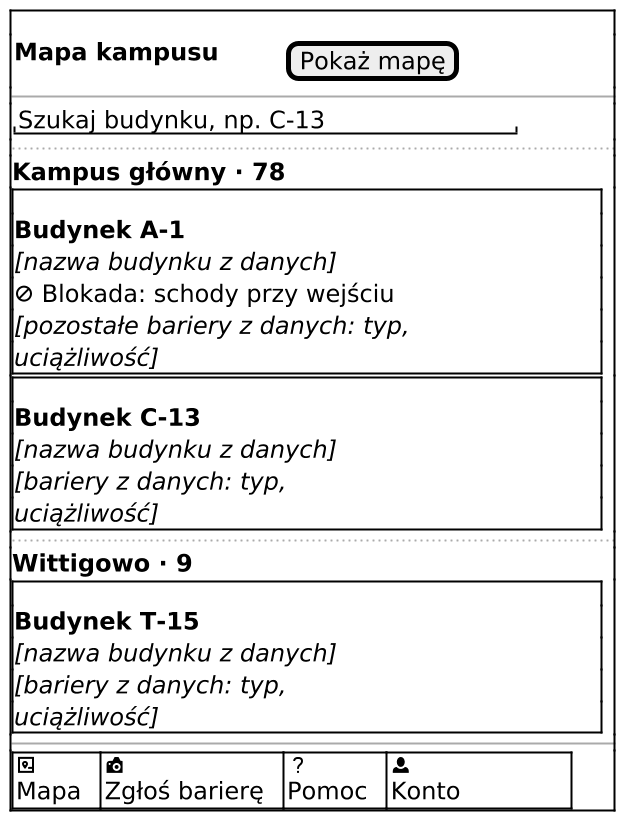 Mapa kampusu
Pokaż mapę
Szukaj budynku, np. C-13
Kampus główny · 78
Budynek A-1
[nazwa budynku z danych]
⊘ Blokada: schody przy wejściu
[pozostałe bariery z danych: typ,
uciążliwość]
Budynek C-13
[nazwa budynku z danych]
[bariery z danych: typ,
uciążliwość]
Wittigowo · 9
Budynek T-15
[nazwa budynku z danych]
[bariery z danych: typ,
uciążliwość]
?
Mapa Zgłoś barierę Pomoc Konto